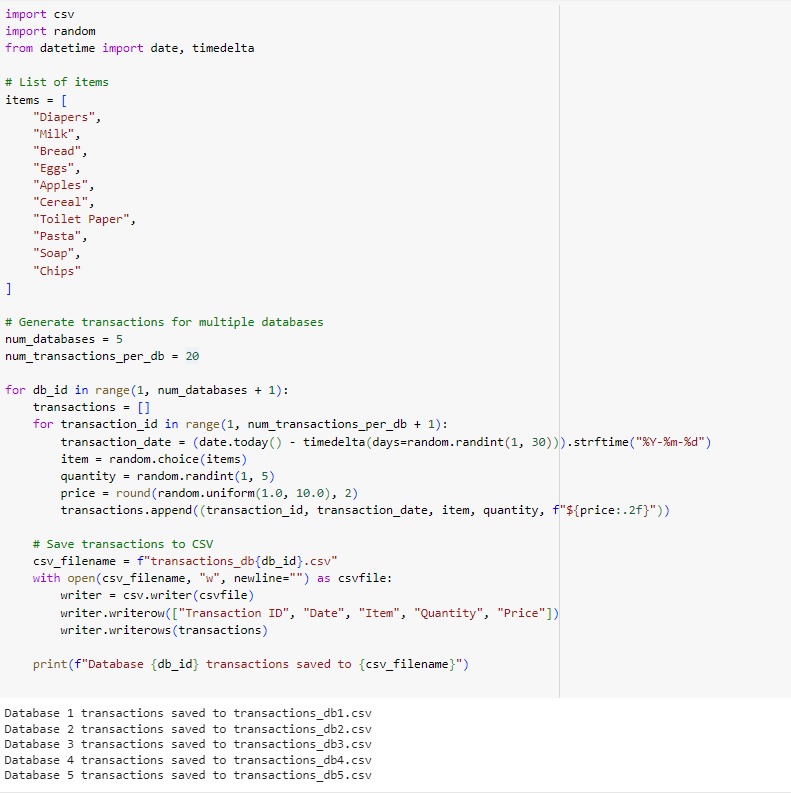 import csv
import random
from datetime import date, timedelta

# List of items
items = [
    "Diapers",
    "Milk",
    "Bread",
    "Eggs",
    "Apples",
    "Cereal",
    "Toilet Paper",
    "Pasta",
    "Soap",
    "Chips"
]

# Generate transactions for multiple databases
num_databases = 5
num_transactions_per_db = 20

for db_id in range(1, num_databases + 1):
    transactions = []
    for transaction_id in range(1, num_transactions_per_db + 1):
        transaction_date = (date.today() - timedelta(days=random.randint(1, 30))).strftime("%Y-%m-%d")
        item = random.choice(items)
        quantity = random.randint(1, 5)
        price = round(random.uniform(1.0, 10.0), 2)
        transactions.append((transaction_id, transaction_date, item, quantity, f"${price:.2f}"))

    # Save transactions to CSV
    csv_filename = f"transactions_db{db_id}.csv"
    with open(csv_filename, "w", newline="") as csvfile:
        writer = csv.writer(csvfile)
        writer.writerow(["Transaction ID", "Date", "Item", "Quantity", "Price"])
        writer.writerows(transactions)

    print(f"Database {db_id} transactions saved to {csv_filename}")

Database 1 transactions saved to transactions_db1.csv
Database 2 transactions saved to transactions_db2.csv
Database 3 transactions saved to transactions_db3.csv
Database 4 transactions saved to transactions_db4.csv
Database 5 transactions saved to transactions_db5.csv